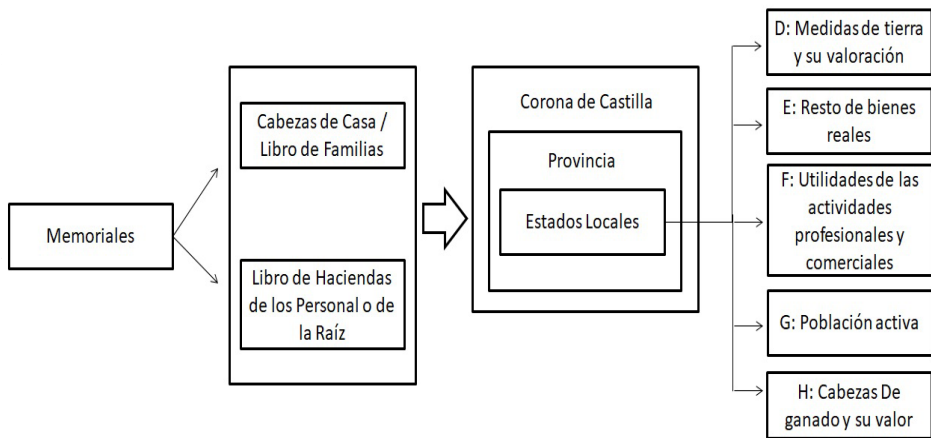 Memoriales
Cabezas de Casa /
Libro de Familias
Libro de Haciendas
de los Personal o de
la Raíz
Corona de Castilla
Provincia
Estados Locales
D: Medidas de tierra
y su valoración
E: Resto de bienes
reales
F: Utilidades de las
actividades
profesionales y
comerciales
G: Población activa
H: Cabezas De
ganado y su valor